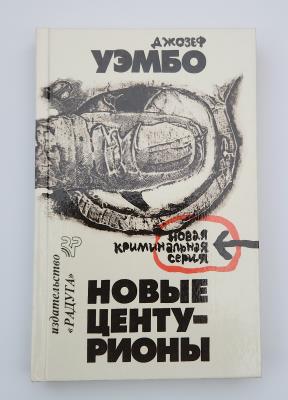 ДЖОЗЕФ
УЭМБО
НОВАЯ
КРИМИНАЛЬНАЯ
СЕРИЯ
издательство
«РАДУГА»
НОВЫЕ
ЦЕНТУ-
РИОНЫ